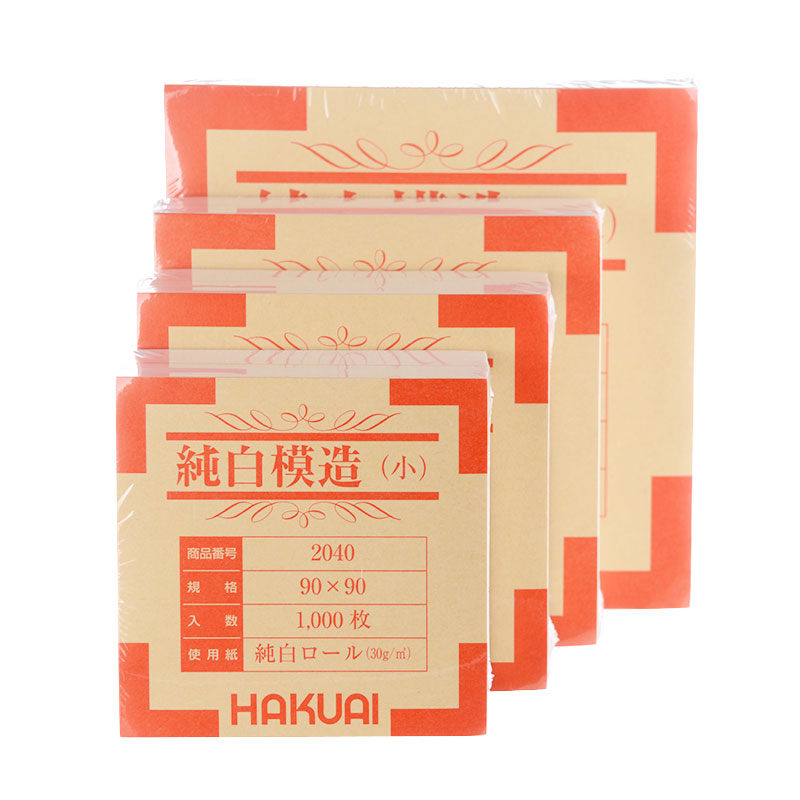 純白模造（小）
商品番号 2040
規格 90×90
入数 1,000枚
使用紙 純白ロール(30g/㎡)
HAKUAI